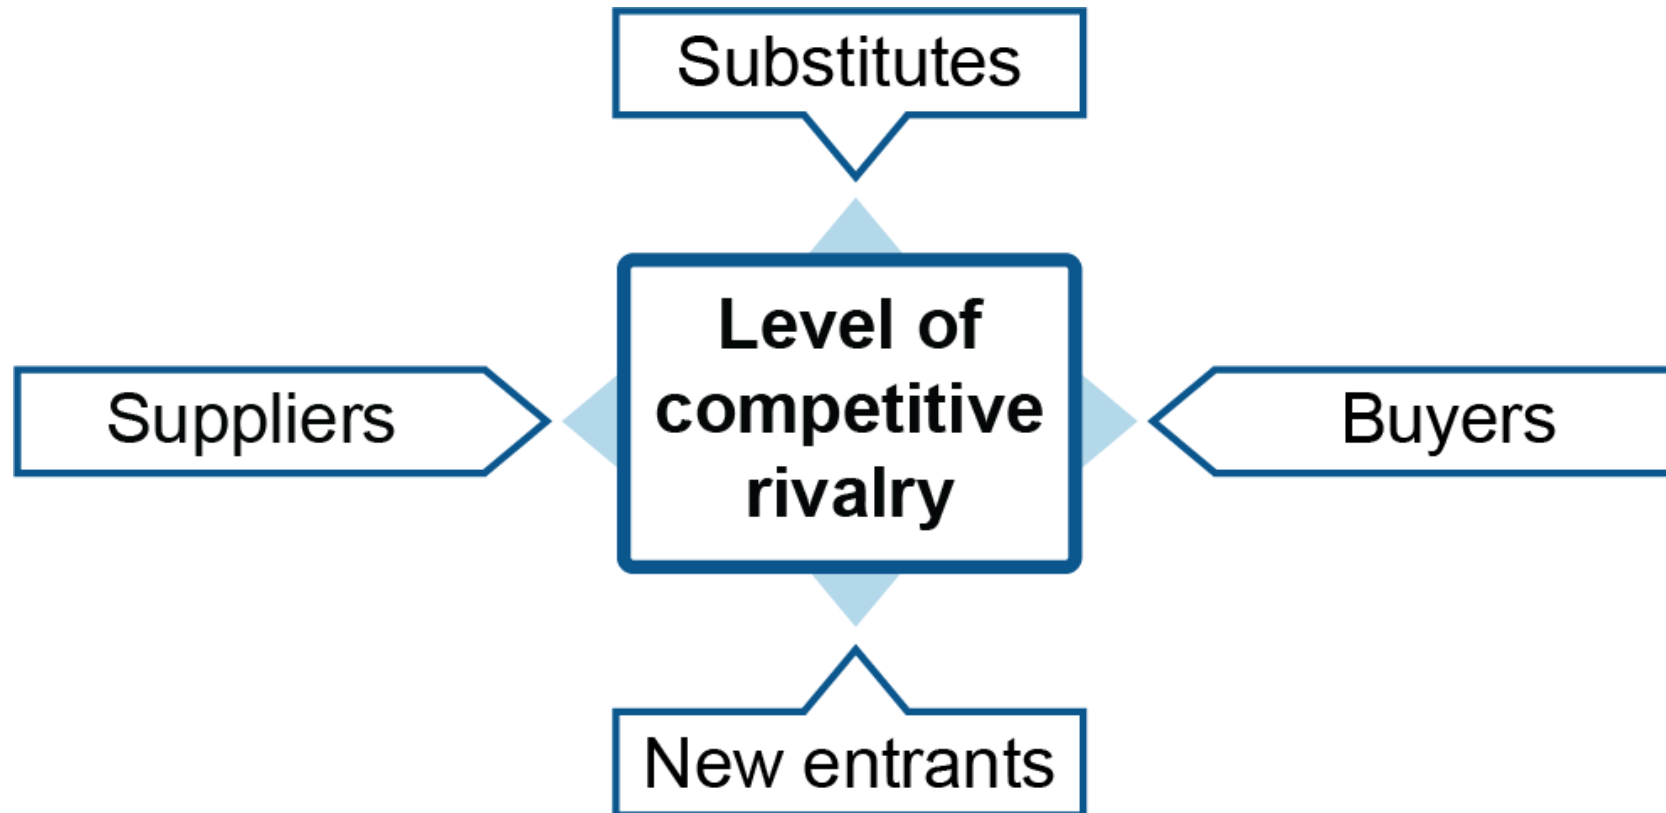 Substitutes
Level of
competitive
rivalry
Suppliers
Buyers
New entrants